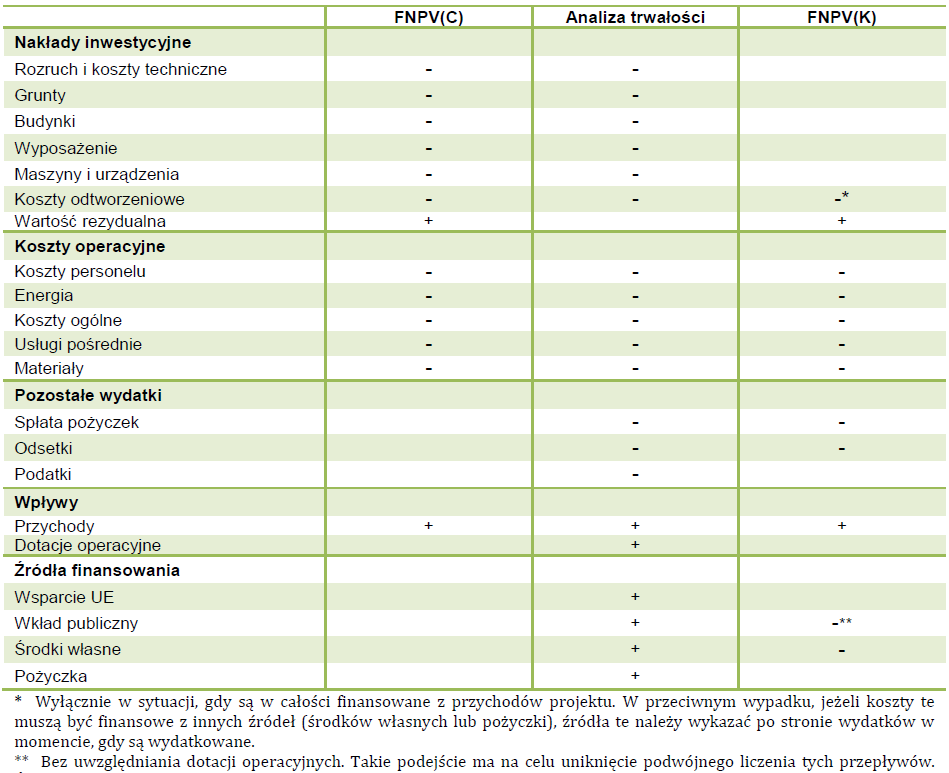 FNPV(C) Analiza trwałości FNPV(K)
Nakłady inwestycyjne
Rozruch i koszty techniczne - -
Grunty - -
Budynki - -
Wyposażenie - -
Maszyny i urządzenia - -
Koszty odtworzeniowe - - -*
Wartość rezydualna + +
Koszty operacyjne
Koszty personelu - - -
Energia - - -
Koszty ogólne - - -
Usługi pośrednie - - -
Materiały - - -
Pozostałe wydatki
Spłata pożyczek - -
Odsetki - -
Podatki -
Wpływy
Przychody + + +
Dotacje operacyjne +
Źródła finansowania
Wsparcie UE +
Wkład publiczny + -**
Środki własne + -
Pożyczka +
* Wyłącznie w sytuacji, gdy są w całości finansowane z przychodów projektu. W przeciwnym wypadku, jeżeli koszty te
muszą być finansowe z innych źródeł (środków własnych lub pożyczki), źródła te należy wykazać po stronie wydatków w
momencie, gdy są wydatkowane.
** Bez uwzględniania dotacji operacyjnych. Takie podejście ma na celu uniknięcie podwójnego liczenia tych przepływów.